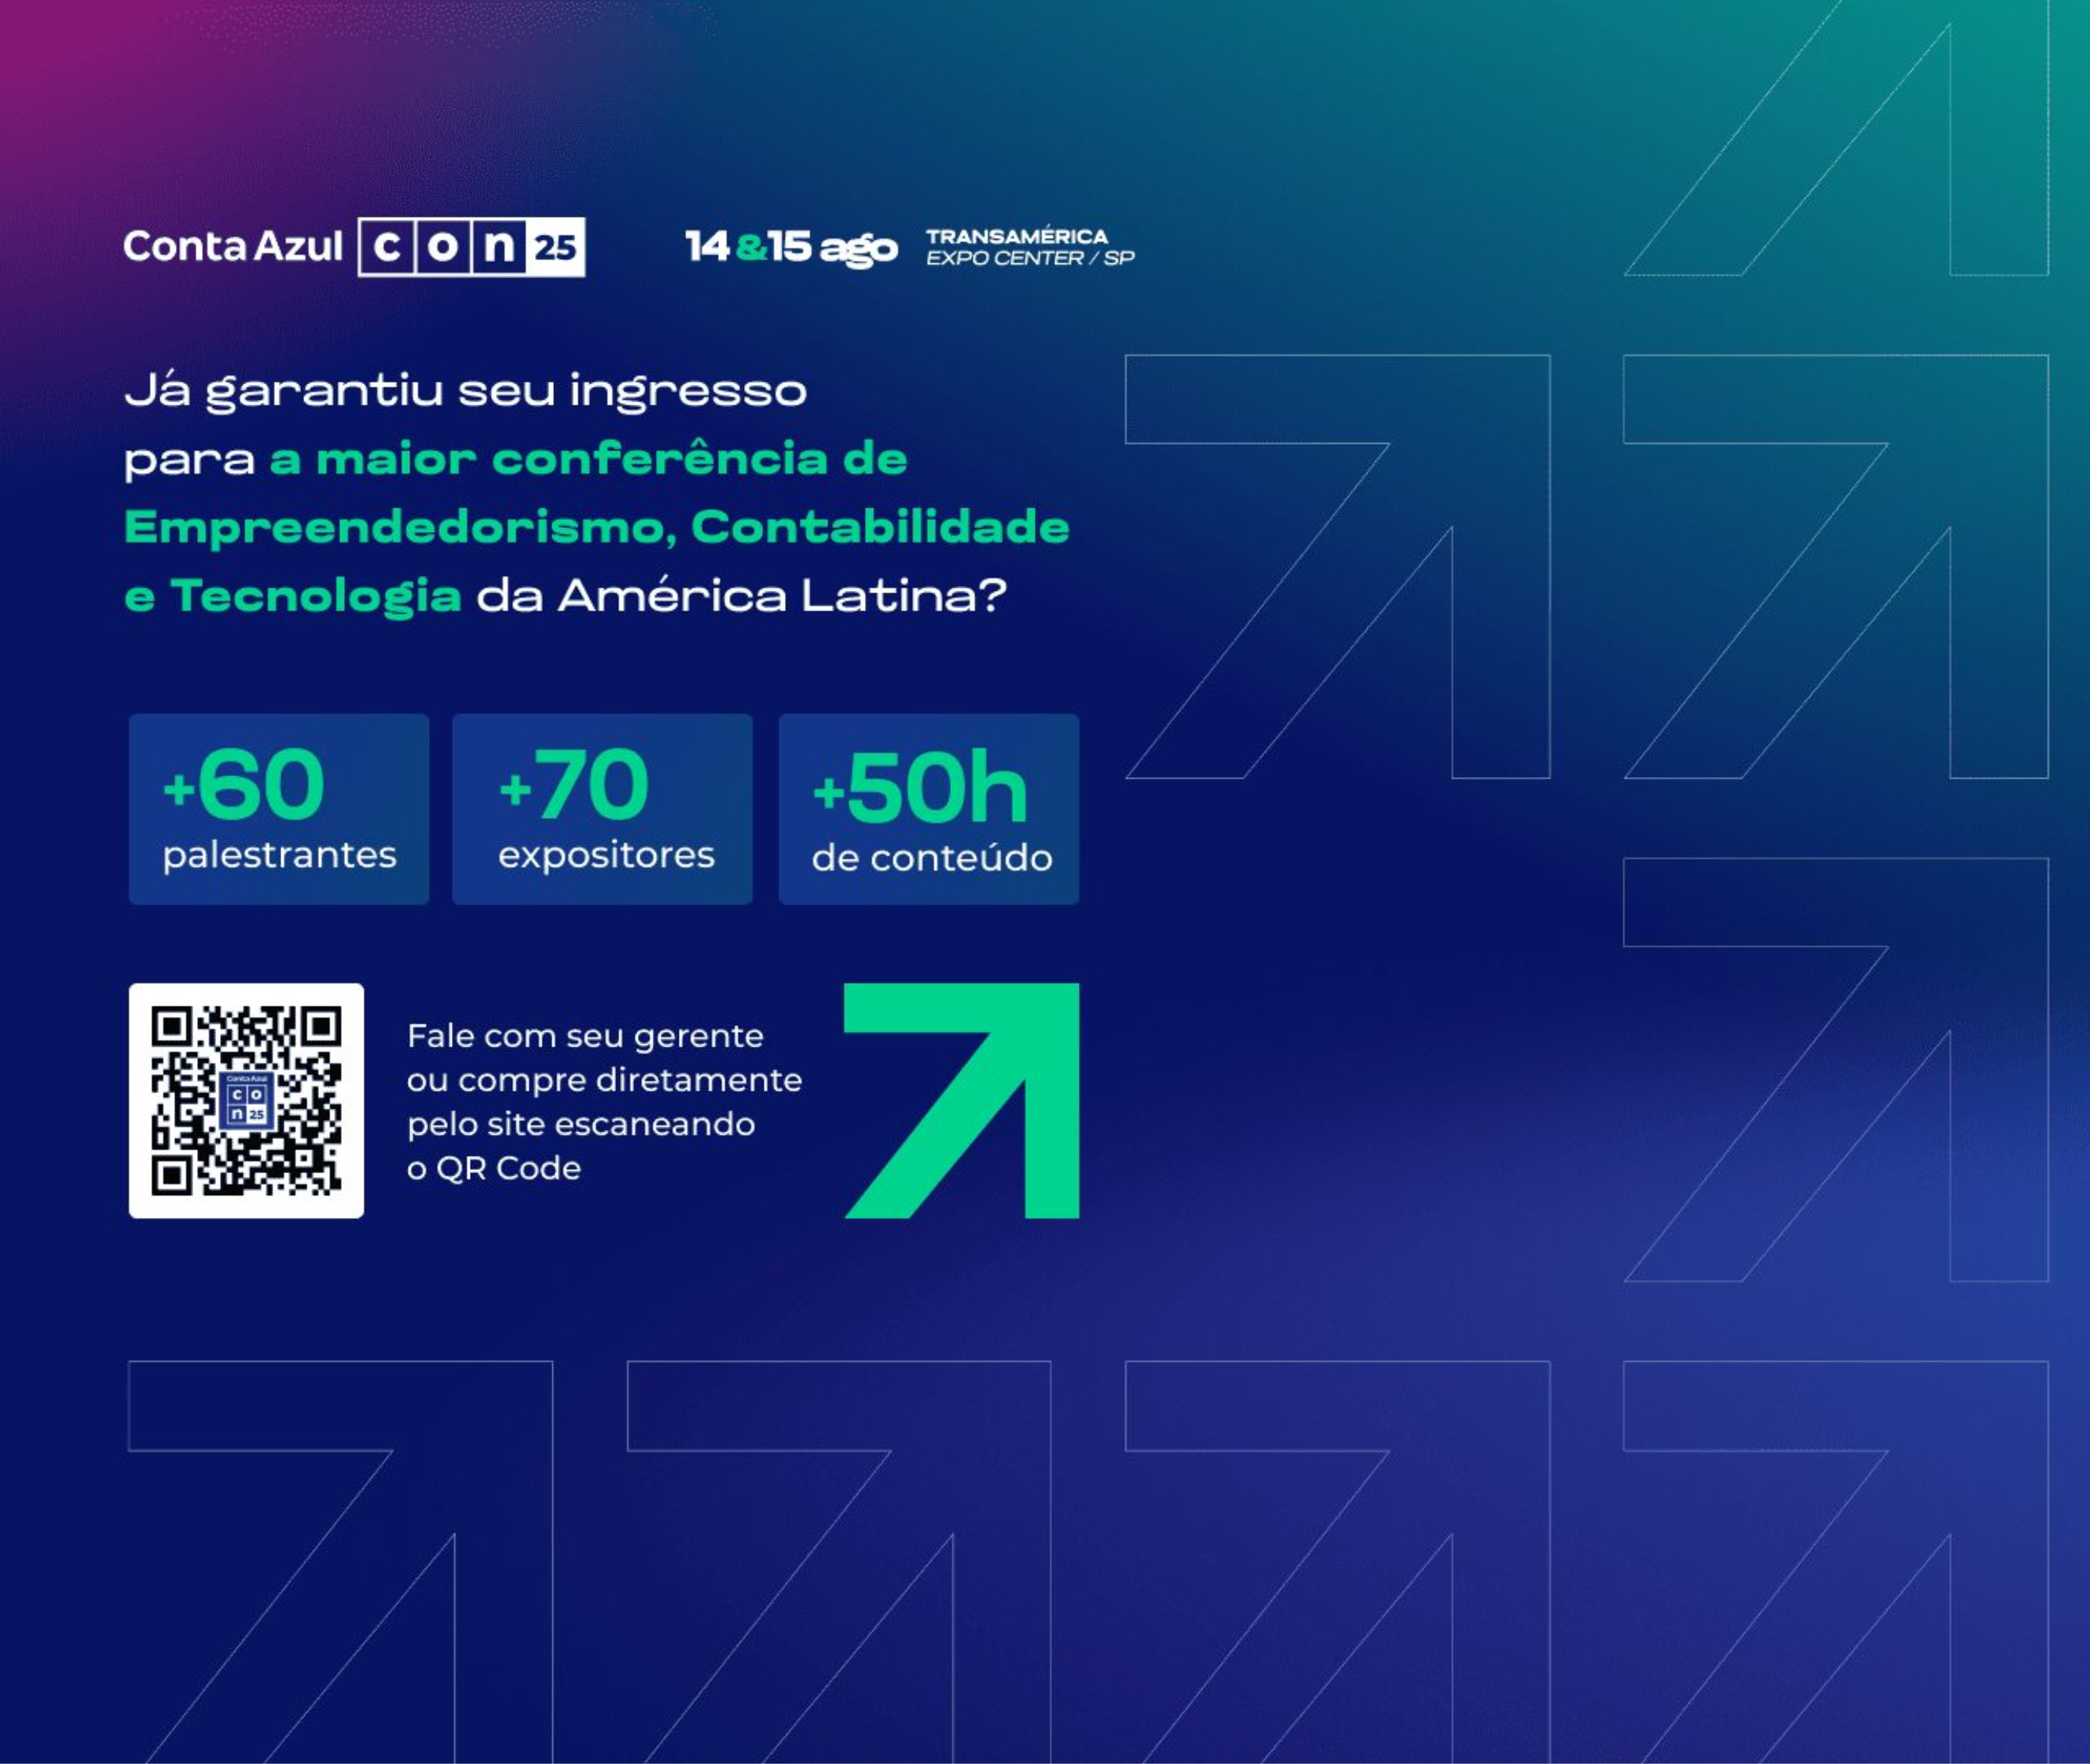 Conta Azul con 25
14 & 15 ago
TRANSAMÉRICA
EXPO CENTER / SP
Já garantiu seu ingresso
para a maior conferência de
Empreendedorismo, Contabilidade
e Tecnologia da América Latina?
+60
palestrantes
+70
expositores
+50h
de conteúdo
Conta Azul
co
n 25
Fale com seu gerente
ou compre diretamente
pelo site escaneando
o QR Code